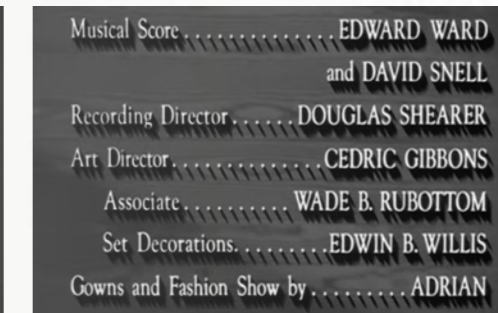 Musical Score . . . . . . . . . . . . . . EDWARD WARD
and DAVID SNELL
Recording Director . . . . . . DOUGLAS SHEARER
Art Director. . . . . . . . . . . . . CEDRIC GIBBONS
Associate . . . . . . . . . . WADE B. RUBOTTOM
Set Decorations. . . . . . . . . EDWIN B. WILLIS
Gowns and Fashion Show by . . . . . . . . . ADRIAN